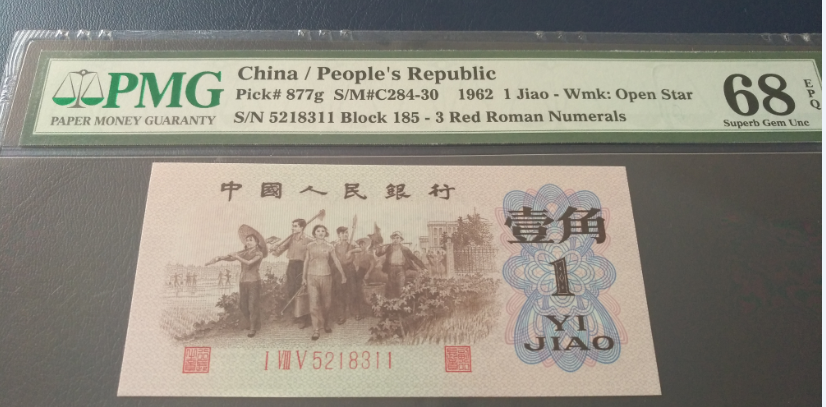 PMG
PAPER MONEY GUARANTY
China / People's Republic
Pick# 877g S/M#C284-30 1962 1 Jiao - Wmk: Open Star
S/N 5218311 Block 185 - 3 Red Roman Numerals
68 EPQ
Superb Gem Unc
中國人民銀行
壹角
1
YI
JIAO
I VIII V 5218311